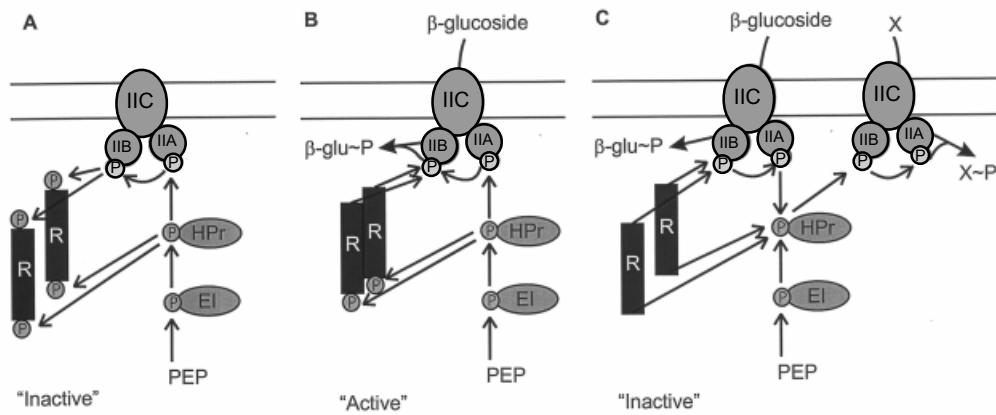 A
IIC
IIB
IIA
P
P
P
P
R
R
P
HPr
P
P
P
EI
PEP
"Inactive"
B
β-glucoside
IIC
β-glu~P
IIB
IIA
P
P
R
R
P
HPr
P
P
P
EI
PEP
"Active"
C
β-glucoside
X
IIC
IIC
β-glu~P
IIB
IIA
IIB
IIA
P
P
P
P
X~P
R
R
P
HPr
P
EI
PEP
"Inactive"